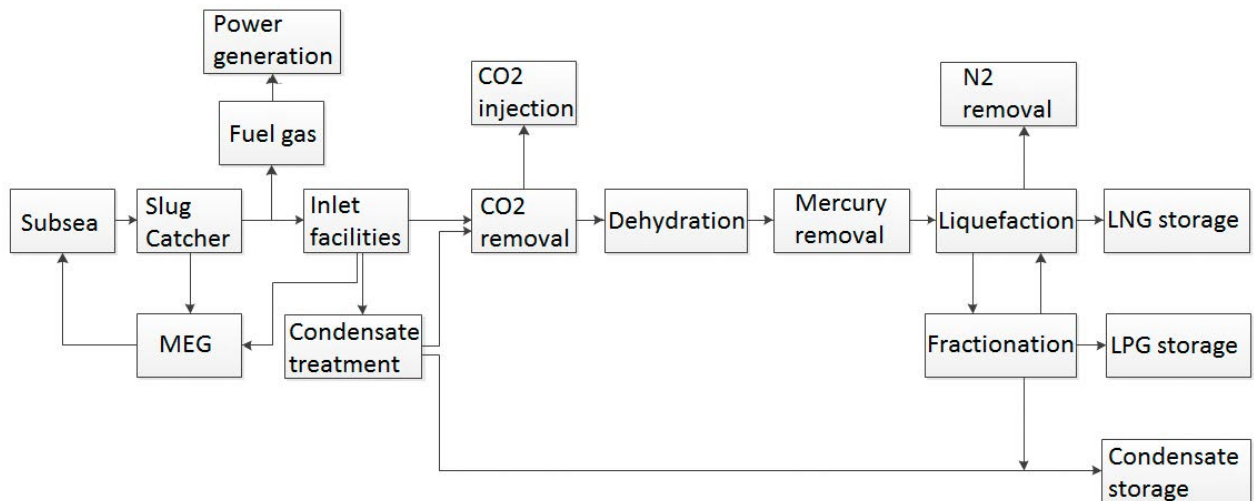 Power
generation
CO2
injection
N2
removal
Fuel gas
Subsea
Slug
Catcher
Inlet
facilities
CO2
removal
Dehydration
Mercury
removal
Liquefaction
LNG storage
MEG
Condensate
treatment
Fractionation
LPG storage
Condensate
storage